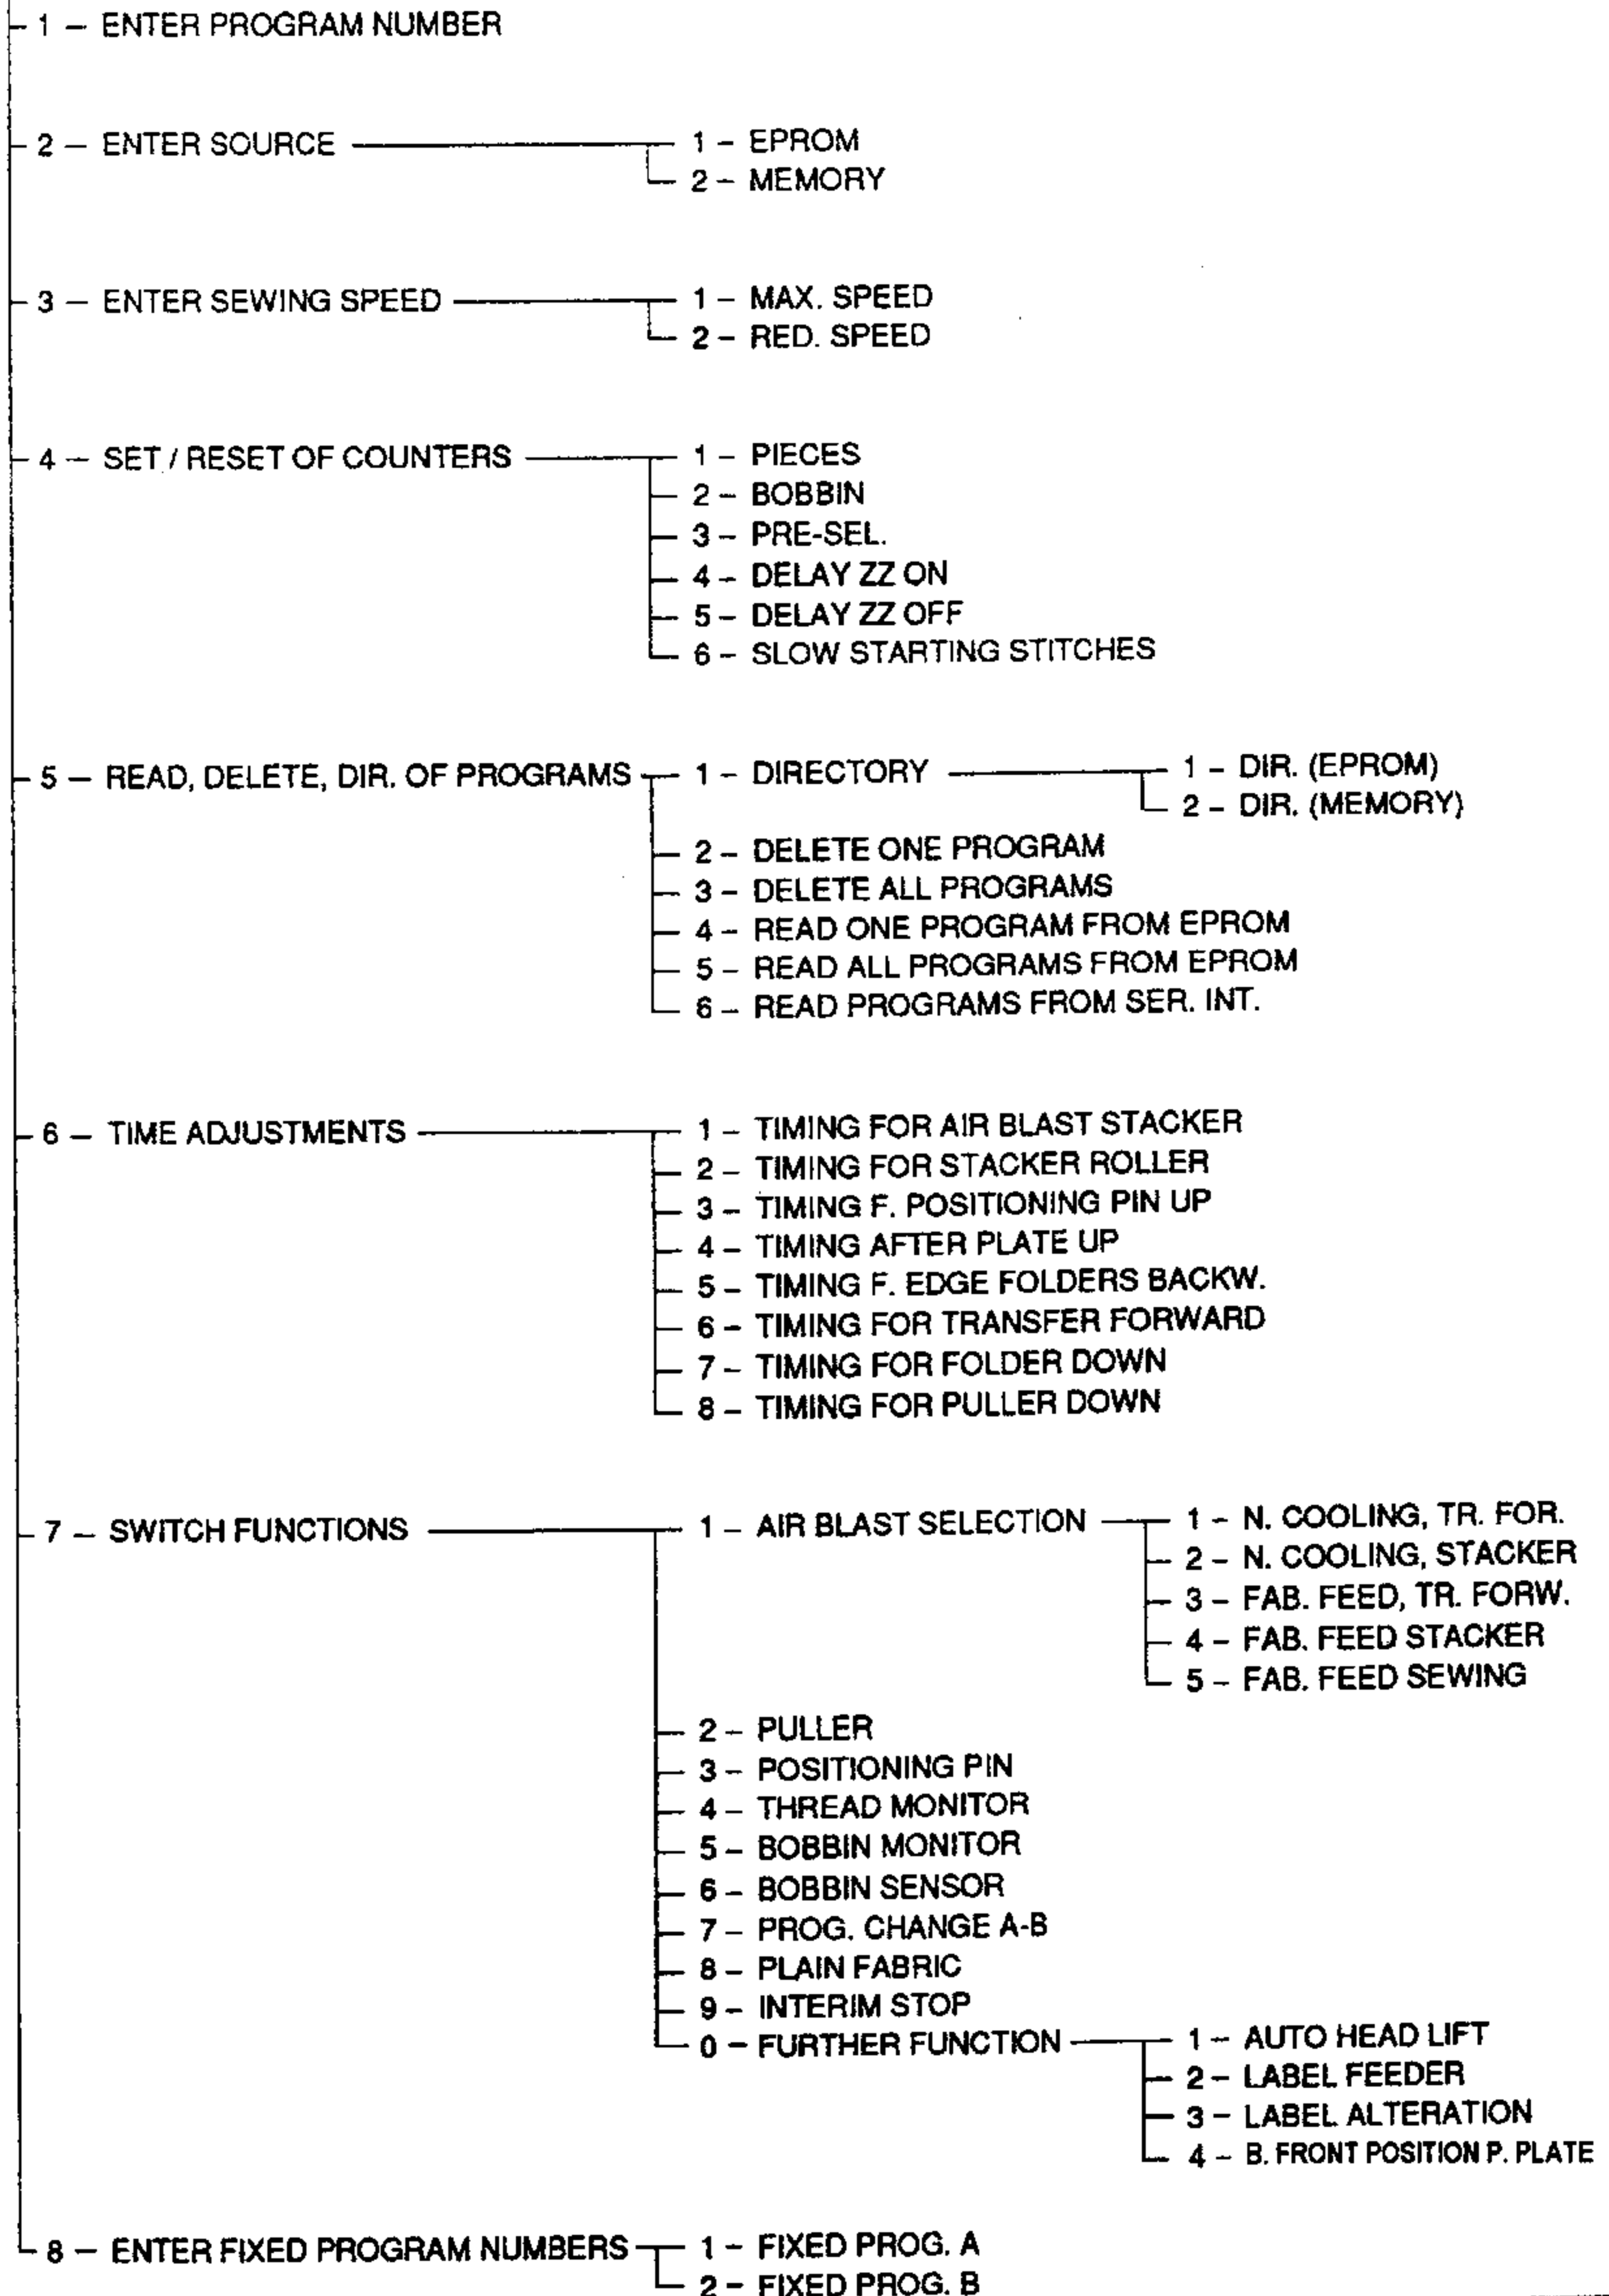 1 – ENTER PROGRAM NUMBER
2 – ENTER SOURCE
1 – EPROM
2 – MEMORY
3 – ENTER SEWING SPEED
1 – MAX. SPEED
2 – RED. SPEED
4 – SET / RESET OF COUNTERS
1 – PIECES
2 – BOBBIN
3 – PRE-SEL.
4 – DELAY ZZ ON
5 – DELAY ZZ OFF
6 – SLOW STARTING STITCHES
5 – READ, DELETE, DIR. OF PROGRAMS
1 – DIRECTORY
1 – DIR. (EPROM)
2 – DIR. (MEMORY)
2 – DELETE ONE PROGRAM
3 – DELETE ALL PROGRAMS
4 – READ ONE PROGRAM FROM EPROM
5 – READ ALL PROGRAMS FROM EPROM
6 – READ PROGRAMS FROM SER. INT.
6 – TIME ADJUSTMENTS
1 – TIMING FOR AIR BLAST STACKER
2 – TIMING FOR STACKER ROLLER
3 – TIMING F. POSITIONING PIN UP
4 – TIMING AFTER PLATE UP
5 – TIMING F. EDGE FOLDERS BACKW.
6 – TIMING FOR TRANSFER FORWARD
7 – TIMING FOR FOLDER DOWN
8 – TIMING FOR PULLER DOWN
7 – SWITCH FUNCTIONS
1 – AIR BLAST SELECTION
1 – N. COOLING, TR. FOR.
2 – N. COOLING, STACKER
3 – FAB. FEED, TR. FORW.
4 – FAB. FEED STACKER
5 – FAB. FEED SEWING
2 – PULLER
3 – POSITIONING PIN
4 – THREAD MONITOR
5 – BOBBIN MONITOR
6 – BOBBIN SENSOR
7 – PROG. CHANGE A-B
8 – PLAIN FABRIC
9 – INTERIM STOP
0 – FURTHER FUNCTION
1 – AUTO HEAD LIFT
2 – LABEL FEEDER
3 – LABEL ALTERATION
4 – B. FRONT POSITION P. PLATE
8 – ENTER FIXED PROGRAM NUMBERS
1 – FIXED PROG. A
2 – FIXED PROG. B